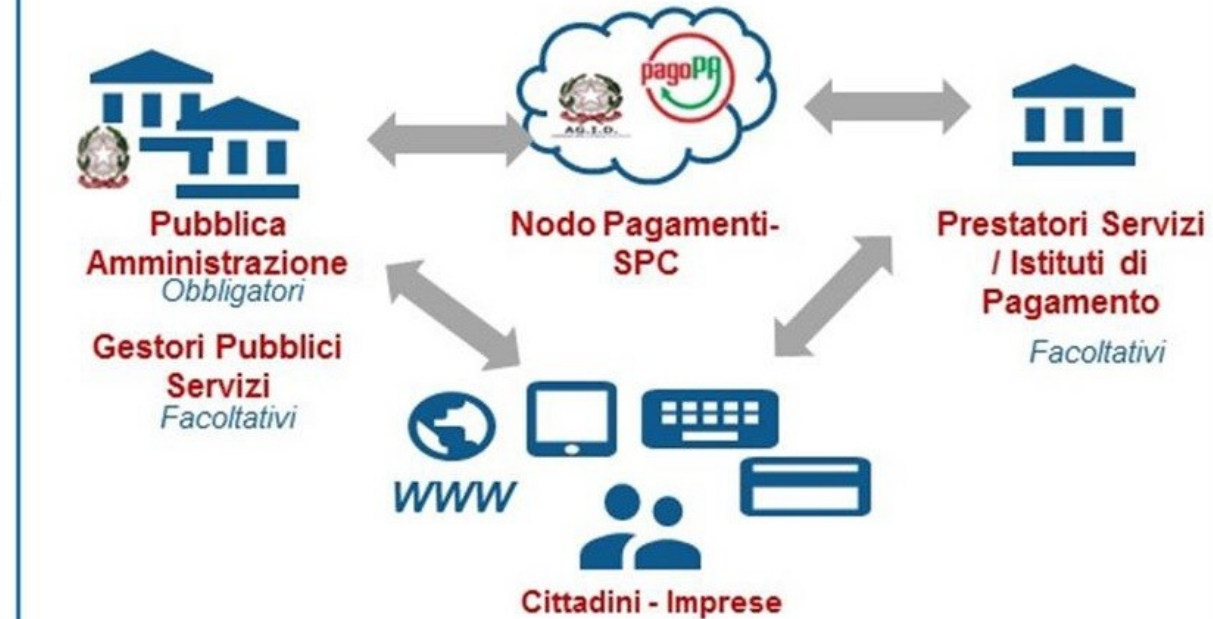 pagoPA
AG.I.D.
Pubblica
Amministrazione
Obbligatori
Gestori Pubblici
Servizi
Facoltativi
Nodo Pagamenti-
SPC
Prestatori Servizi
/ Istituti di
Pagamento
Facoltativi
www
Cittadini - Imprese